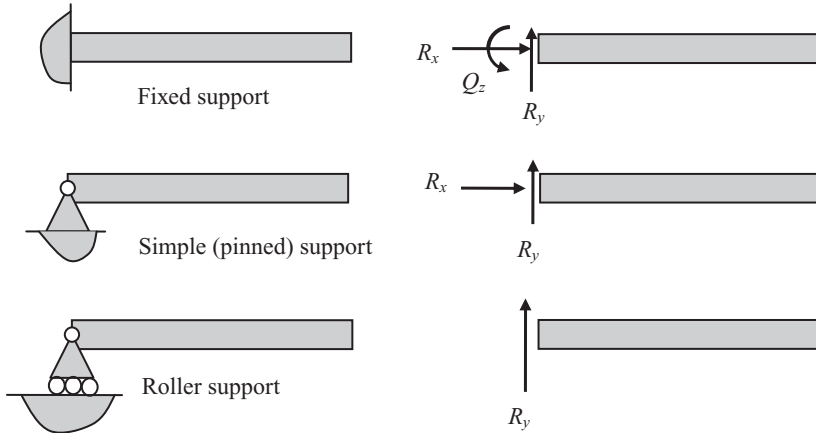 Fixed support
Rx
Qz
Ry
Simple (pinned) support
Rx
Ry
Roller support
Ry